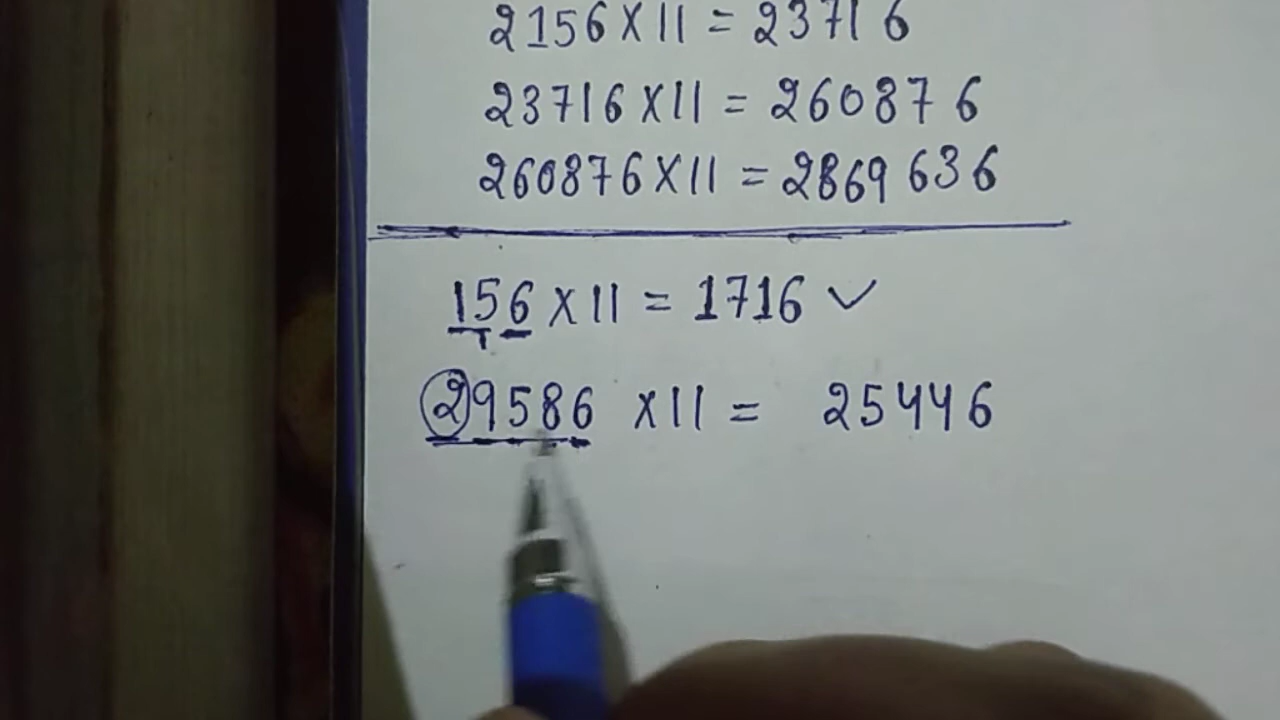 2156 X 11 = 23716
23716 X 11 = 260876
260876 X 11 = 2869636
156 X 11 = 1716 ✓
29586 X 11 = 25446